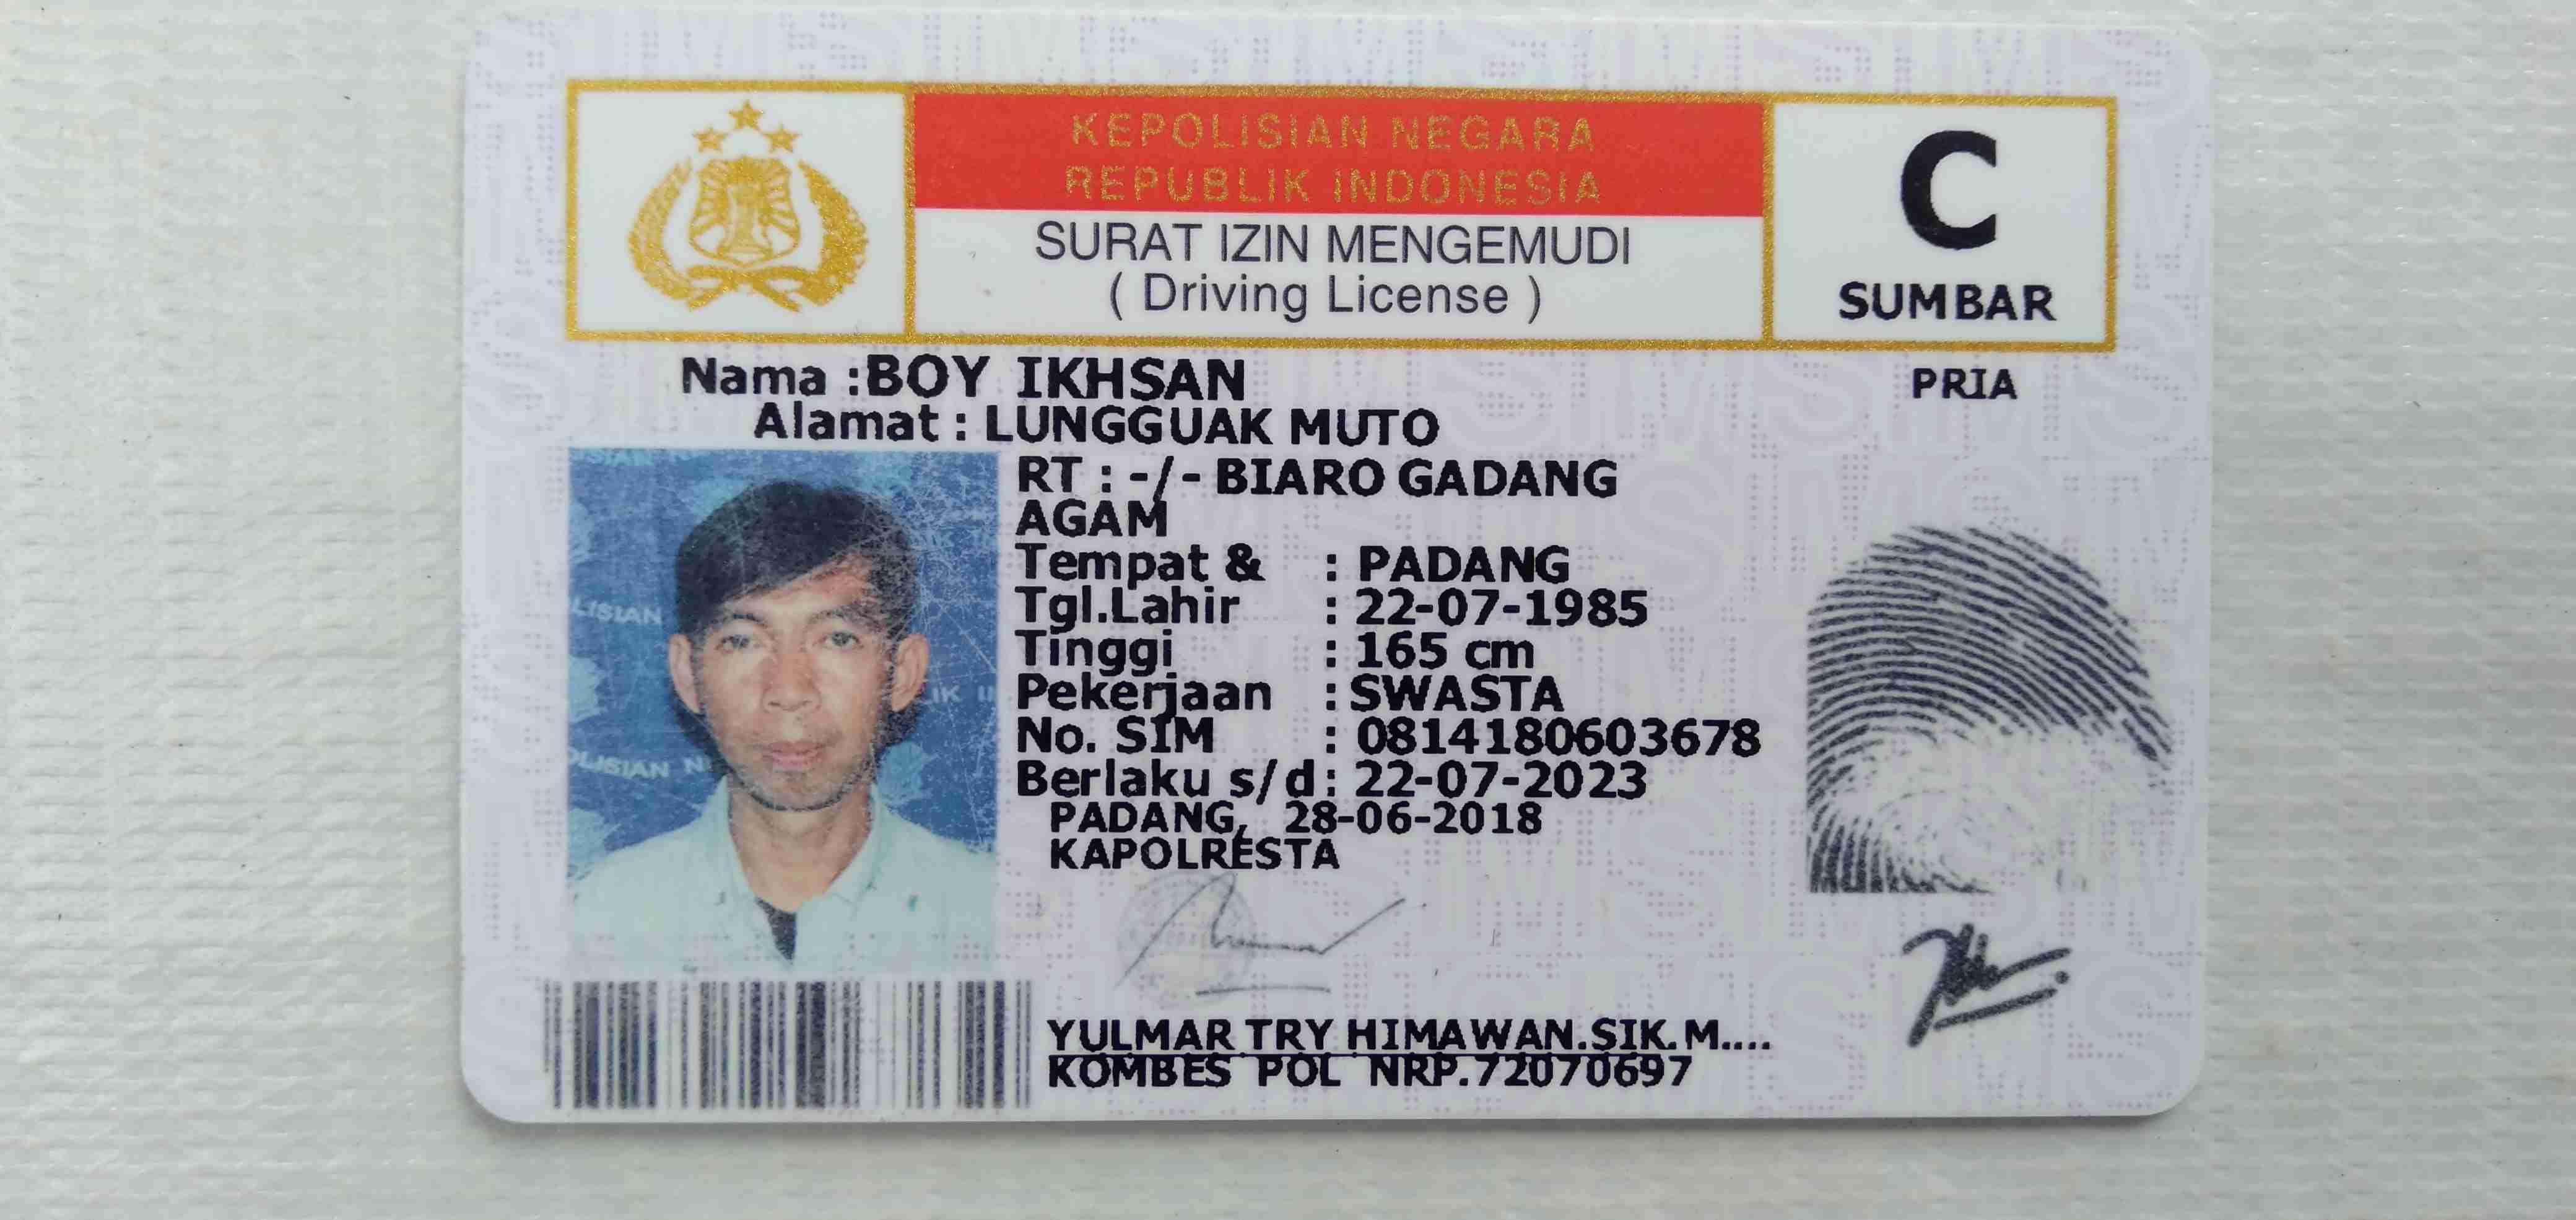 KEPOLISIAN NEGARA
REPUBLIK INDONESIA
SURAT IZIN MENGEMUDI
( Driving License )
C
SUMBAR
Nama :BOY IKHSAN
PRIA
Alamat : LUNGGUAK MUTO
RT : -/- BIARO GADANG
AGAM
Tempat & : PADANG
Tgl.Lahir : 22-07-1985
Tinggi : 165 cm
Pekerjaan : SWASTA
No. SIM : 0814180603678
Berlaku s/d : 22-07-2023
PADANG, 28-06-2018
KAPOLRESTA
YULMAR TRY HIMAWAN.SIK.M....
KOMBES POL NRP.72070697